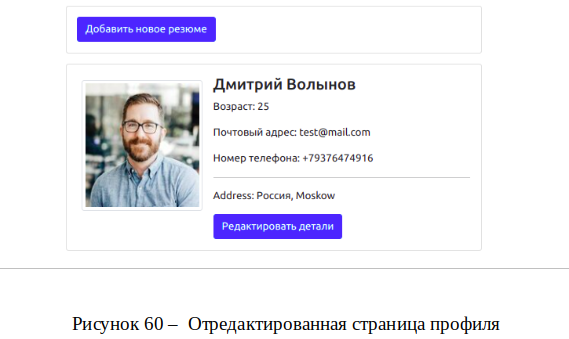 Добавить новое резюме
Дмитрий Волынов
Возраст: 25
Почтовый адрес: test@mail.com
Номер телефона: +79376474916
Address: Россия, Moskow
Редактировать детали
Рисунок 60 – Отредактированная страница профиля